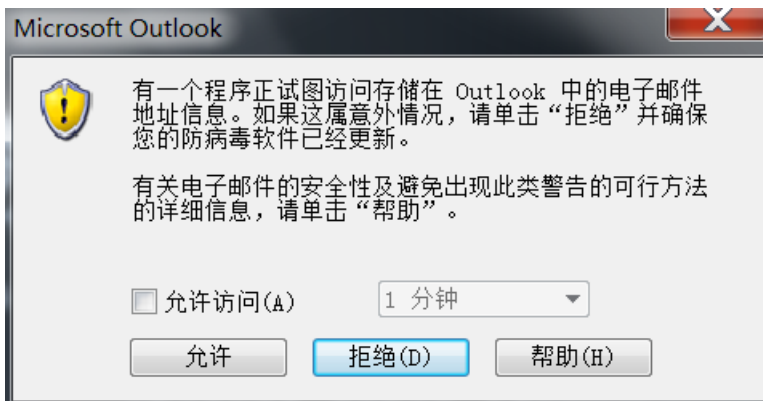 Microsoft Outlook
有一个程序正试图访问存储在 Outlook 中的电子邮件
地址信息。如果这属意外情况，请单击“拒绝”并确保
您的防病毒软件已经更新。
有关电子邮件的安全性及避免出现此类警告的可行方法
的详细信息，请单击“帮助”。
允许访问(A)
1 分钟
允许
拒绝(D)
帮助(H)